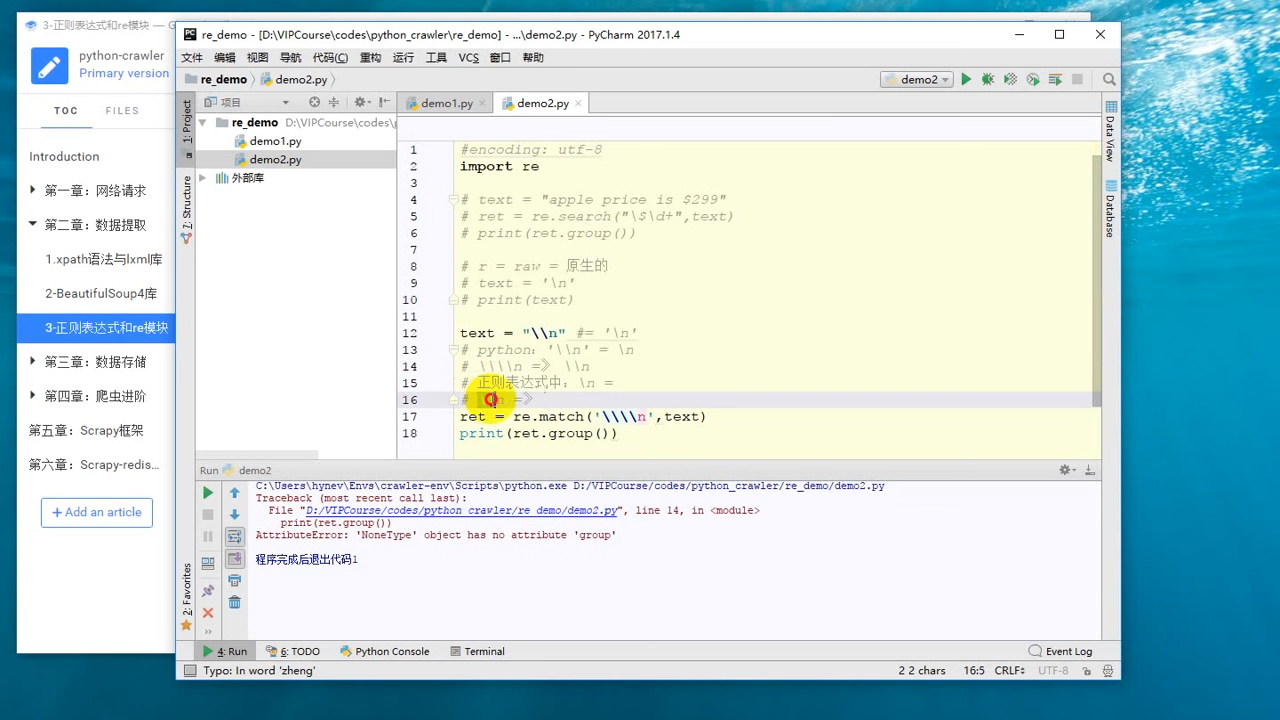 3-正则表达式和re模块 — G
python-crawler
Primary version
TOC
FILES
Introduction
第一章：网络请求
第二章：数据提取
1.xpath语法与lxml库
2-BeautifulSoup4库
3-正则表达式和re模块
第三章：数据存储
第四章：爬虫进阶
第五章：Scrapy框架
第六章：Scrapy-redis...
+ Add an article
re_demo - [D:\VIPCourse\codes\python_crawler\re_demo] - ...\demo2.py - PyCharm 2017.1.4
文件 编辑 视图 导航 代码(C) 重构 运行 工具 VCS 窗口 帮助
re_demo demo2.py
demo2
项目
demo1.py
demo2.py
1: Project
Structure
2: Favorites
re_demo D:\VIPCourse\codes\
demo1.py
demo2.py
外部库
1 #encoding: utf-8
2 import re
3
4 # text = "apple price is $299"
5 # ret = re.search("\$\d+",text)
6 # print(ret.group())
7
8 # r = raw = 原生的
9 # text = '\n'
10 # print(text)
11
12 text = "\\n" #= '\n'
13 # python：'\\n' = \n
14 # \\\\n =》 \\n
15 # 正则表达式中：\n =
16 # =》
17 ret = re.match('\\\\n',text)
18 print(ret.group())
Data View
Database
Run demo2
C:\Users\hynev\Envs\crawler-env\Scripts\python.exe D:/VIPCourse/codes/python_crawler/re_demo/demo2.py
Traceback (most recent call last):
File "D:/VIPCourse/codes/python_crawler/re_demo/demo2.py", line 14, in <module>
print(ret.group())
AttributeError: 'NoneType' object has no attribute 'group'
程序完成后退出代码1
4: Run
6: TODO
Python Console
Terminal
Event Log
Typo: In word 'zheng'
2 2 chars
16:5
CRLF
UTF-8